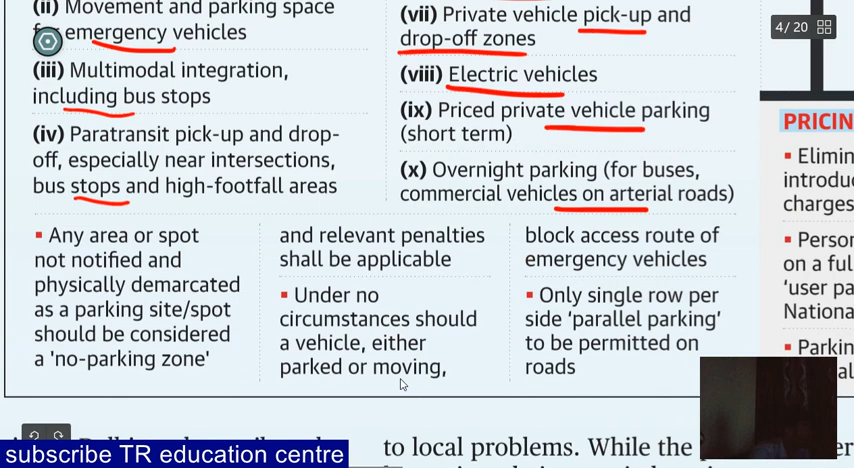 (ii) Movement and parking space
emergency vehicles
(iii) Multimodal integration,
including bus stops
(iv) Paratransit pick-up and drop-
off, especially near intersections,
bus stops and high-footfall areas
(vii) Private vehicle pick-up and
drop-off zones
(viii) Electric vehicles
(ix) Priced private vehicle parking
(short term)
(x) Overnight parking (for buses,
commercial vehicles on arterial roads)
▪ Any area or spot
not notified and
physically demarcated
as a parking site/spot
should be considered
a 'no-parking zone'
and relevant penalties
shall be applicable
▪ Under no
circumstances should
a vehicle, either
parked or moving,
block access route of
emergency vehicles
▪ Only single row per
side ‘parallel parking’
to be permitted on
roads
4/20
PRICIN
▪ Elimin
introdu
charges
▪ Person
on a ful
‘user pa
Nationa
▪ Parkin
subscribe TR education centre
to local problems. While the